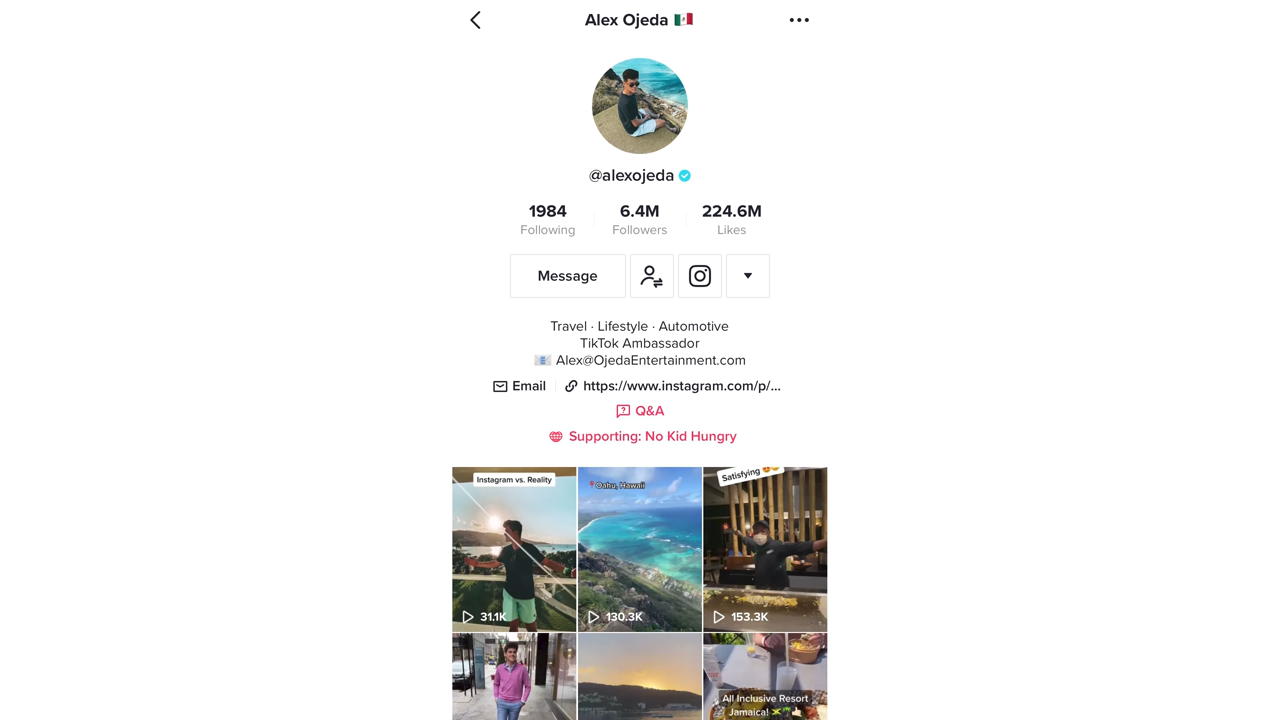 Alex Ojeda 🇲🇽
@alexojeda
1984 6.4M 224.6M
Following Followers Likes
Message
Travel · Lifestyle · Automotive
TikTok Ambassador
📧 Alex@OjedaEntertainment.com
Email https://www.instagram.com/p/...
Q&A
Supporting: No Kid Hungry
Instagram vs. Reality
📍Oahu, Hawaii
Satisfying 😍😍
31.1K
130.3K
153.3K
All Inclusive Resort
Jamaica! 🇯🇲🌴👍🏻